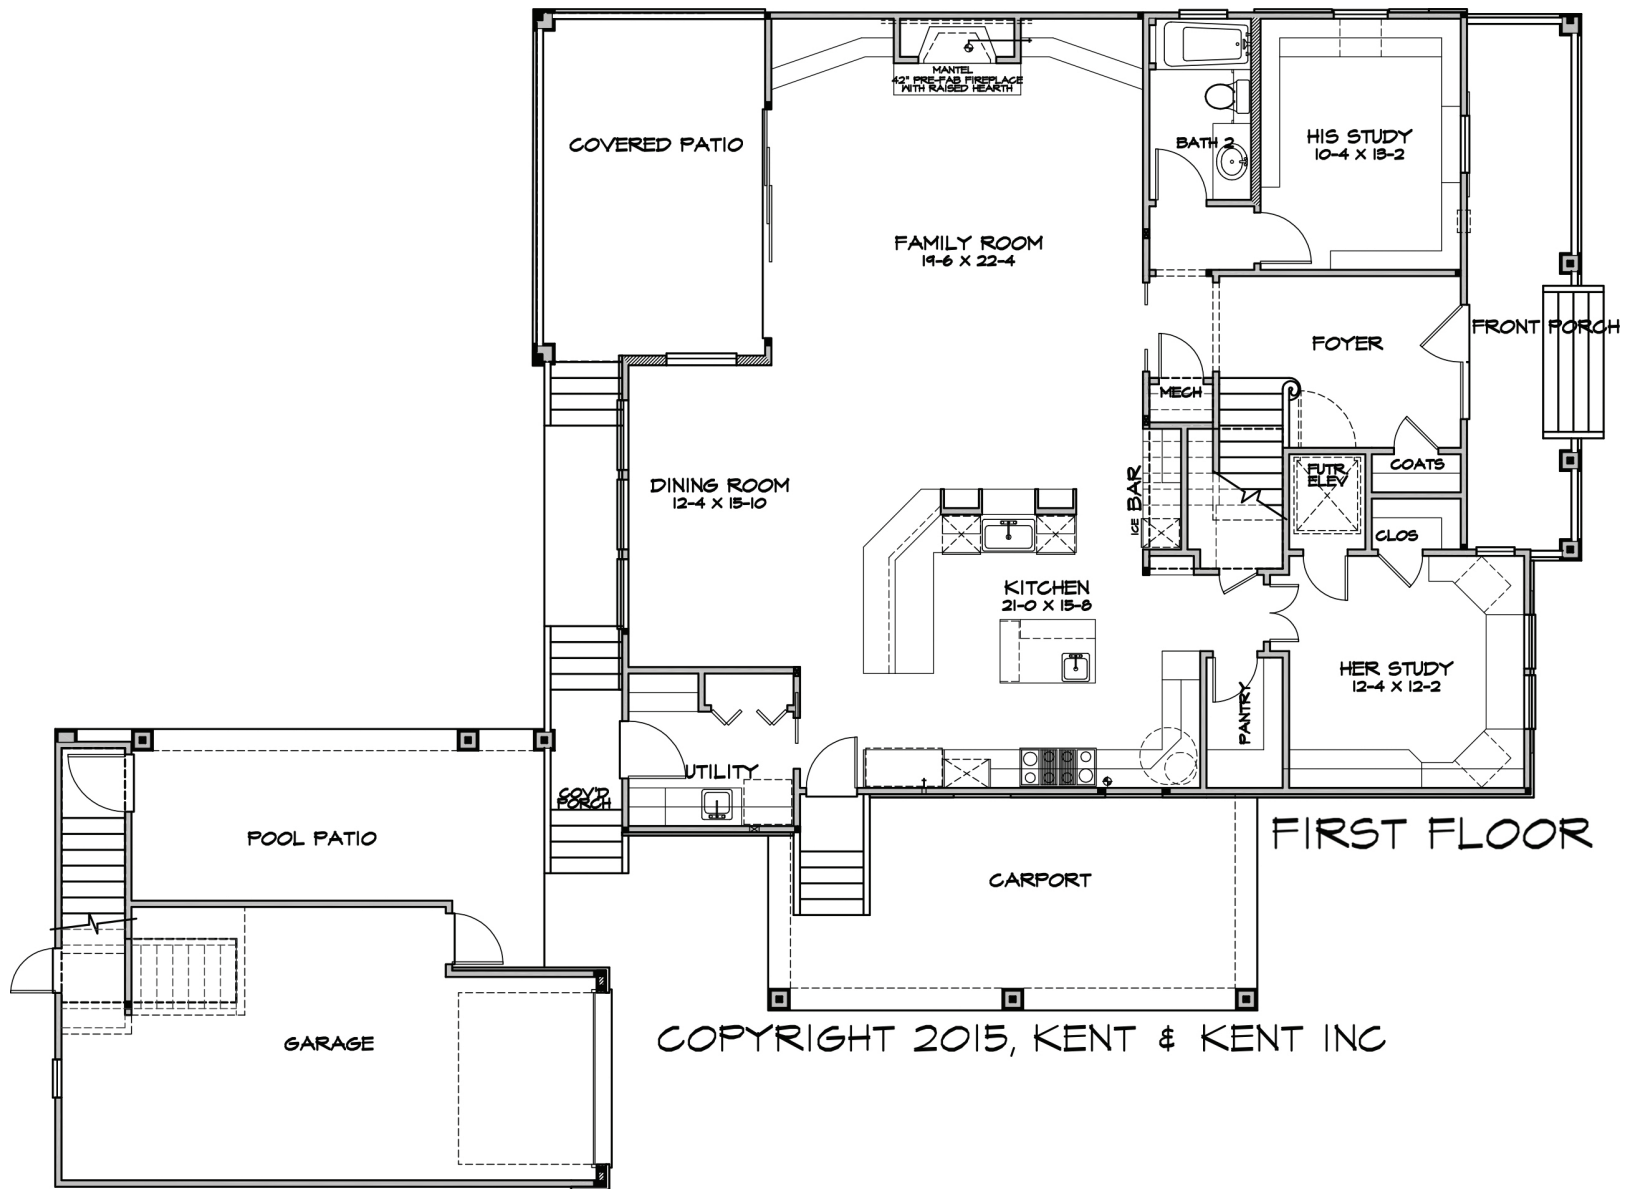 MANTEL
42" PRE-FAB FIREPLACE
WITH RAISED HEARTH
COVERED PATIO
BATH 2
HIS STUDY
10-4 X 13-2
FAMILY ROOM
19-6 X 22-4
FOYER
FRONT PORCH
MECH
COATS
FUTR.
ELEV
DINING ROOM
12-4 X 15-10
ICE BAR
CLOS
KITCHEN
21-0 X 15-8
HER STUDY
12-4 X 12-2
PANTRY
UTILITY
COV'D
PORCH
POOL PATIO
FIRST FLOOR
CARPORT
GARAGE
COPYRIGHT 2015, KENT & KENT INC